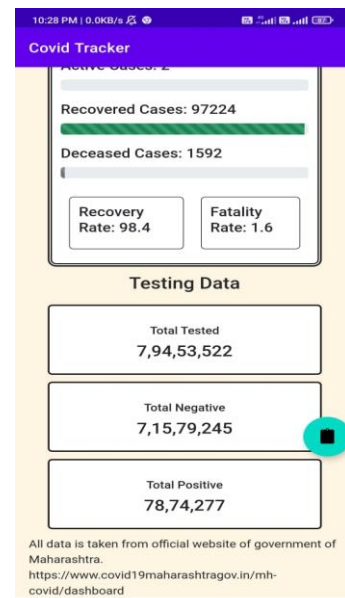 10:28 PM | 0.0KB/s
Covid Tracker
Active Cases: 2
Recovered Cases: 97224
Deceased Cases: 1592
Recovery
Rate: 98.4
Fatality
Rate: 1.6
Testing Data
Total Tested
7,94,53,522
Total Negative
7,15,79,245
Total Positive
78,74,277
All data is taken from official website of government of
Maharashtra.
https://www.covid19maharashtragov.in/mh-
covid/dashboard